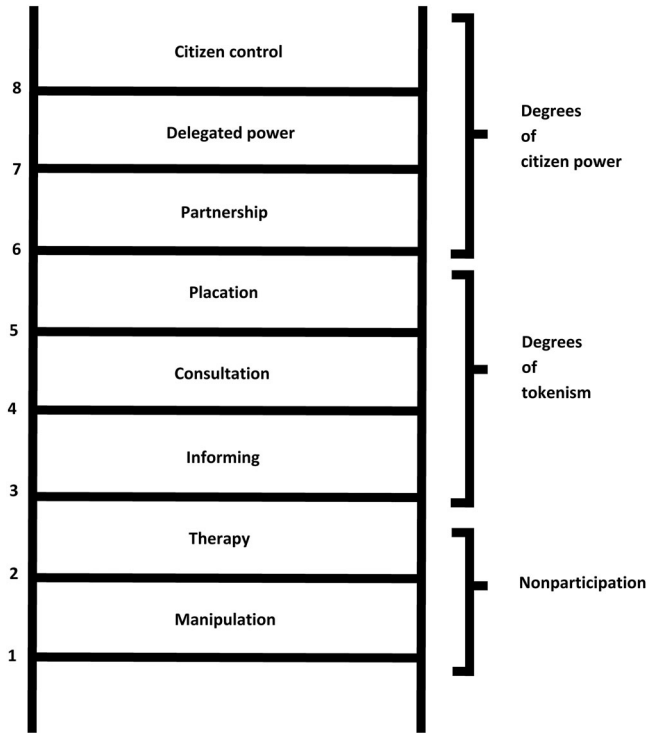 Citizen control
8
Delegated power
7
Partnership
6
Placation
5
Consultation
4
Informing
3
Therapy
2
Manipulation
1
Degrees
of
citizen power
Degrees
of
tokenism
Nonparticipation